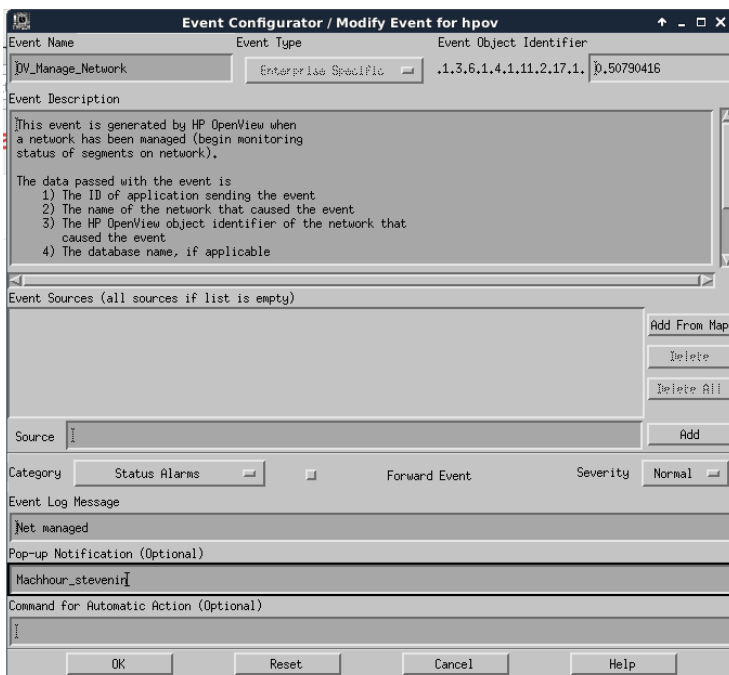 Event Configurator / Modify Event for hpov
Event Name Event Type Event Object Identifier
OV_Manage_Network Enterprise Specific .1.3.6.1.4.1.11.2.17.1. 0.50790416
Event Description
This event is generated by HP OpenView when
a network has been managed (begin monitoring
status of segments on network).
The data passed with the event is
1) The ID of application sending the event
2) The name of the network that caused the event
3) The HP OpenView object identifier of the network that
caused the event
4) The database name, if applicable
Event Sources (all sources if list is empty)
Add From Map
Delete
Delete All
Source Add
Category Status Alarms Forward Event Severity Normal
Event Log Message
Net managed
Pop-up Notification (Optional)
Machhour_stevenin
Command for Automatic Action (Optional)
OK Reset Cancel Help